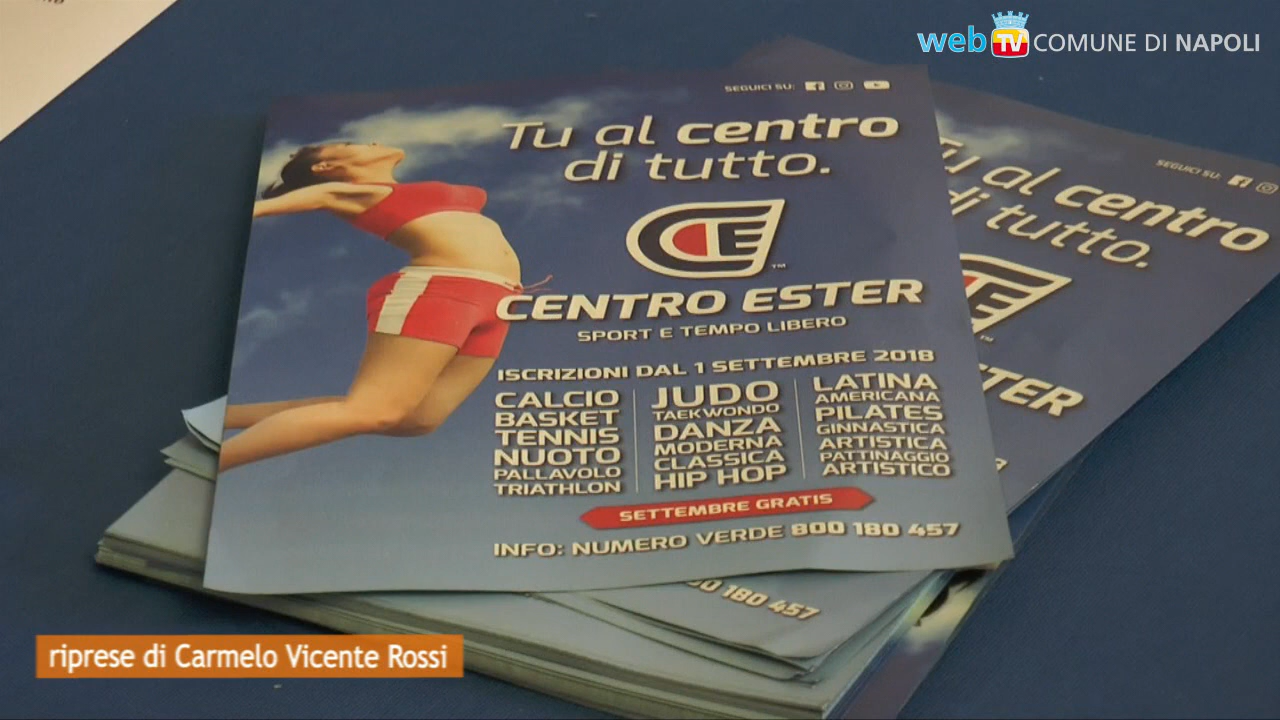 web TV COMUNE DI NAPOLI
SEGUICI SU:
Tu al centro
di tutto.
CE
CENTRO ESTER
SPORT E TEMPO LIBERO
ISCRIZIONI DAL 1 SETTEMBRE 2018
CALCIO
BASKET
TENNIS
NUOTO
PALLAVOLO
TRIATHLON
JUDO
TAEKWONDO
DANZA
MODERNA
CLASSICA
HIP HOP
LATINA
AMERICANA
PILATES
GINNASTICA
ARTISTICA
PATTINAGGIO
ARTISTICO
SETTEMBRE GRATIS
INFO: NUMERO VERDE 800 180 457
SEGUICI SU:
Tu al centro
di tutto.
TER
180 457
riprese di Carmelo Vicente Rossi